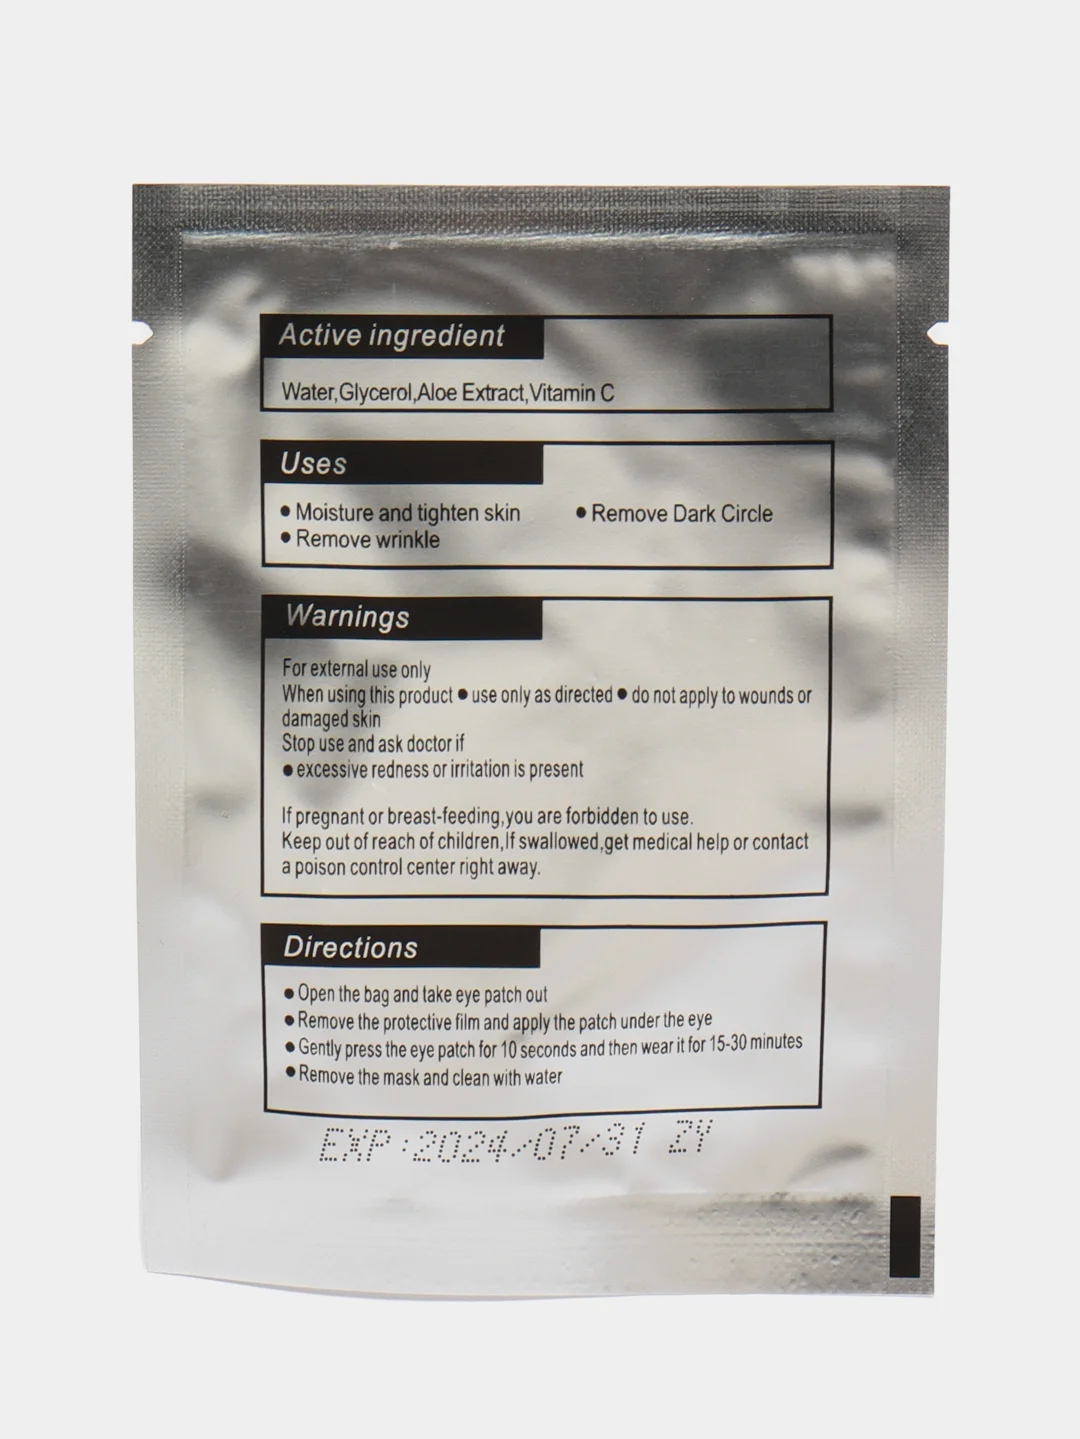 Active ingredient
Water,Glycerol,Aloe Extract,Vitamin C
Uses
● Moisture and tighten skin ● Remove Dark Circle
● Remove wrinkle
Warnings
For external use only
When using this product ● use only as directed ● do not apply to wounds or
damaged skin
Stop use and ask doctor if
● excessive redness or irritation is present
If pregnant or breast-feeding,you are forbidden to use.
Keep out of reach of children,If swallowed,get medical help or contact
a poison control center right away.
Directions
● Open the bag and take eye patch out
● Remove the protective film and apply the patch under the eye
● Gently press the eye patch for 10 seconds and then wear it for 15-30 minutes
● Remove the mask and clean with water
EXP:2024/07/31 ZY